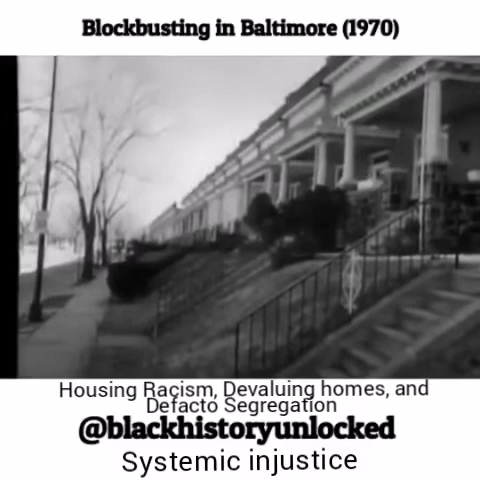 Blockbusting in Baltimore (1970)
Housing Racism, Devaluing homes, and
Defacto Segregation
@blackhistoryunlocked
Systemic injustice